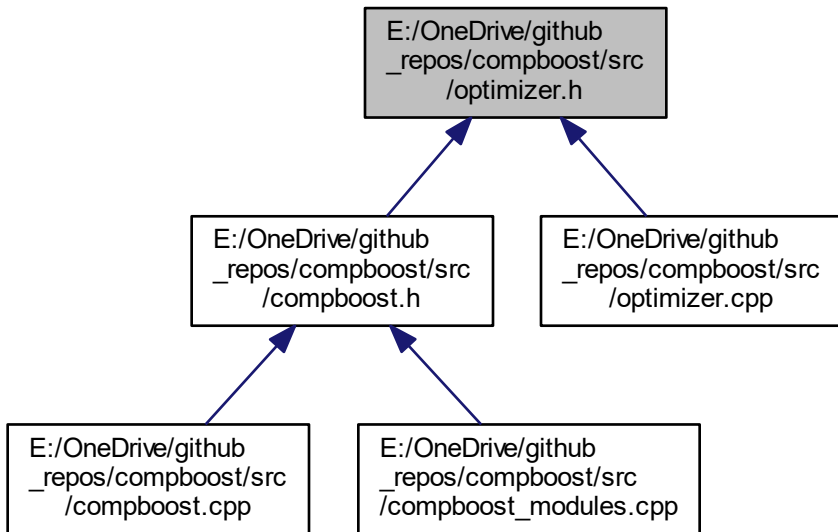 E:/OneDrive/github
_repos/compboost/src
/optimizer.h
E:/OneDrive/github
_repos/compboost/src
/compboost.h
E:/OneDrive/github
_repos/compboost/src
/optimizer.cpp
E:/OneDrive/github
_repos/compboost/src
/compboost.cpp
E:/OneDrive/github
_repos/compboost/src
/compboost_modules.cpp